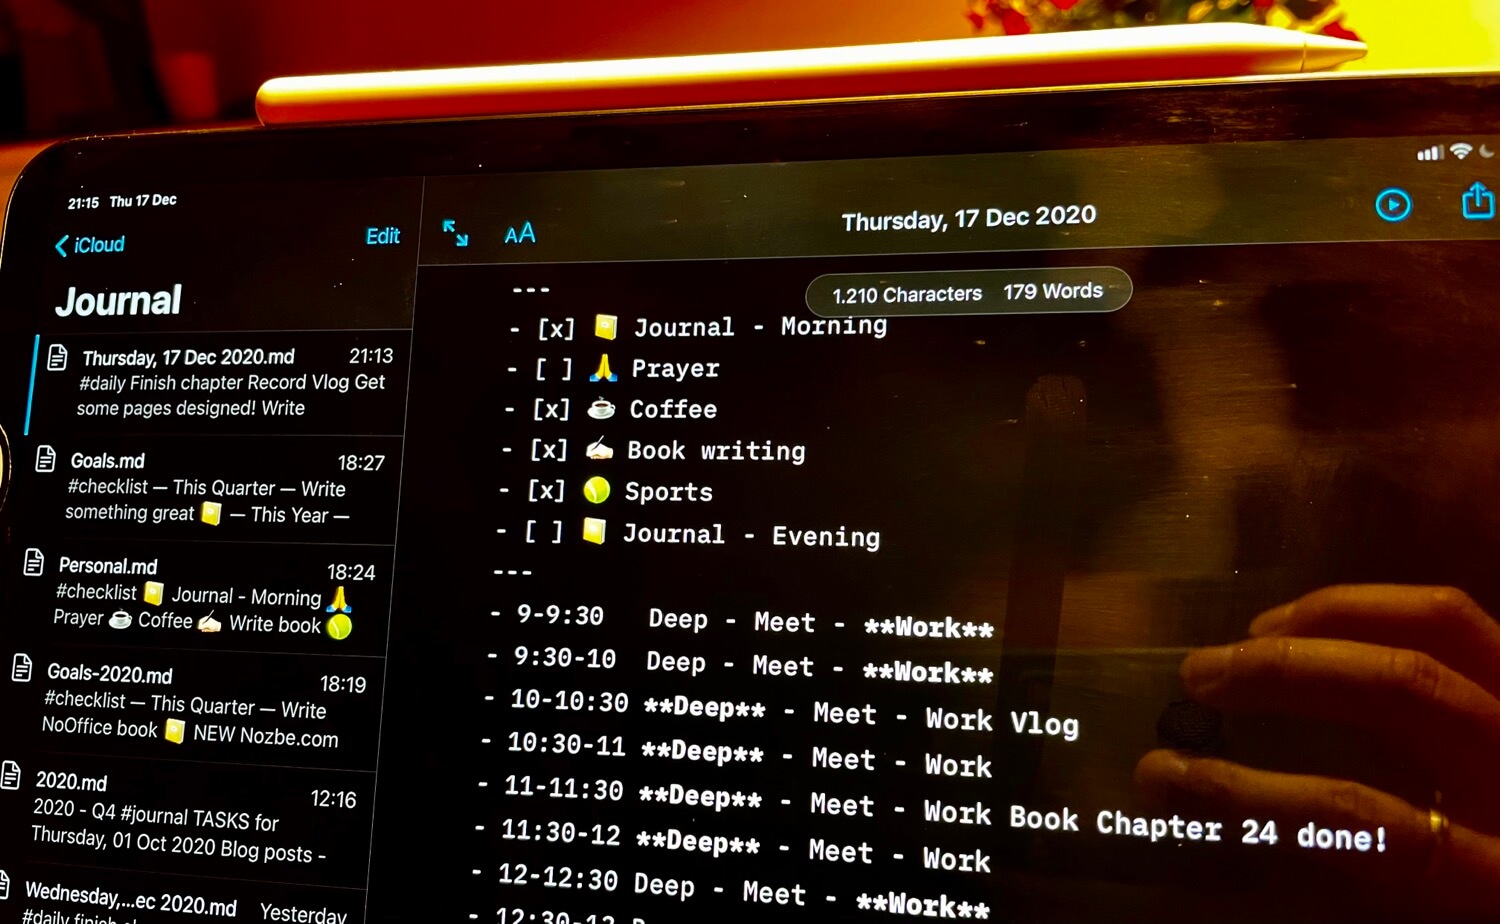 21:15 Thu 17 Dec
iCloud
Edit
Journal
Thursday, 17 Dec 2020.md 21:13
#daily Finish chapter Record Vlog Get
some pages designed! Write
Goals.md 18:27
#checklist — This Quarter — Write
something great 📒 — This Year —
Personal.md 18:24
#checklist 📒 Journal - Morning 🙏
Prayer ☕ Coffee ✍️ Write book 🎾
Goals-2020.md 18:19
#checklist — This Quarter — Write
NoOffice book 📒 NEW Nozbe.com
2020.md 12:16
2020 - Q4 #journal TASKS for
Thursday, 01 Oct 2020 Blog posts -
Wednesday,...ec 2020.md Yesterday
#daily finish
AA
Thursday, 17 Dec 2020
1.210 Characters 179 Words
---
- [x] 📒 Journal - Morning
- [ ] 🙏 Prayer
- [x] ☕ Coffee
- [x] ✍️ Book writing
- [x] 🎾 Sports
- [ ] 📒 Journal - Evening
---
- 9-9:30 Deep - Meet - **Work**
- 9:30-10 Deep - Meet - **Work**
- 10-10:30 **Deep** - Meet - Work Vlog
- 10:30-11 **Deep** - Meet - Work
- 11-11:30 **Deep** - Meet - Work Book Chapter 24 done!
- 11:30-12 **Deep** - Meet - Work
- 12-12:30 Deep - Meet - **Work**
- 12:30-13